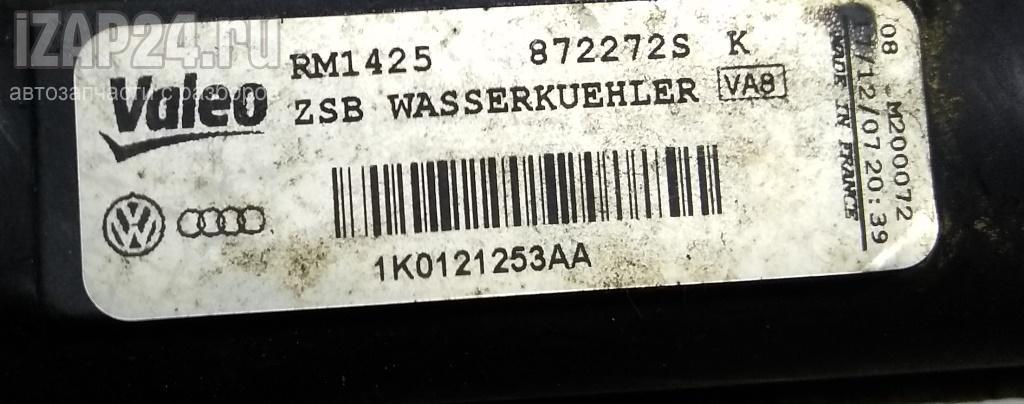 iZAP24.ru
автозапчасти с разборов
Valeo
RM1425 872272S K
ZSB WASSERKUEHLER VA8
1K0121253AA
08 M200072
/12/07 20:39
MADE IN FRANCE